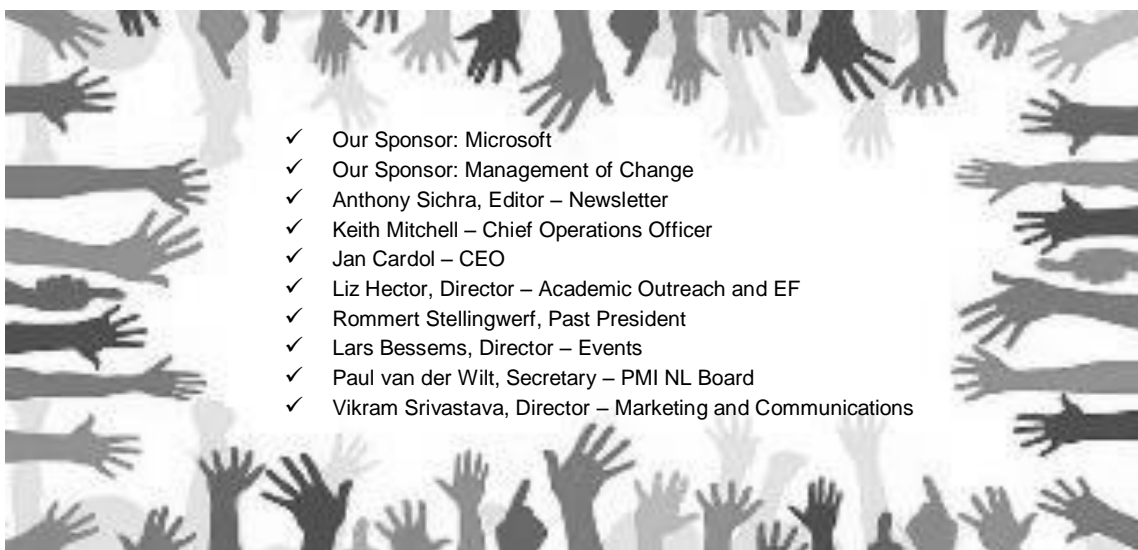 ✓ Our Sponsor: Microsoft
✓ Our Sponsor: Management of Change
✓ Anthony Sichra, Editor – Newsletter
✓ Keith Mitchell – Chief Operations Officer
✓ Jan Cardol – CEO
✓ Liz Hector, Director – Academic Outreach and EF
✓ Rommert Stellingwerf, Past President
✓ Lars Bessems, Director – Events
✓ Paul van der Wilt, Secretary – PMI NL Board
✓ Vikram Srivastava, Director – Marketing and Communications